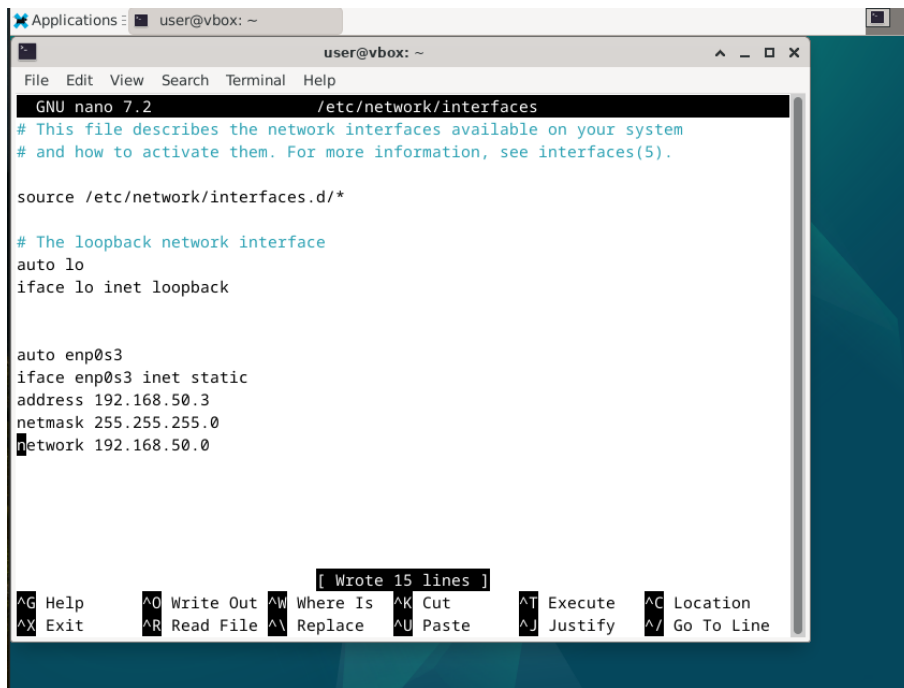 Applications
user@vbox: ~
user@vbox: ~
File Edit View Search Terminal Help
GNU nano 7.2 /etc/network/interfaces
# This file describes the network interfaces available on your system
# and how to activate them. For more information, see interfaces(5).
source /etc/network/interfaces.d/*
# The loopback network interface
auto lo
iface lo inet loopback
auto enp0s3
iface enp0s3 inet static
address 192.168.50.3
netmask 255.255.255.0
network 192.168.50.0
[ Wrote 15 lines ]
^G Help ^O Write Out ^W Where Is ^K Cut ^T Execute ^C Location
^X Exit ^R Read File ^\ Replace ^U Paste ^J Justify ^/ Go To Line